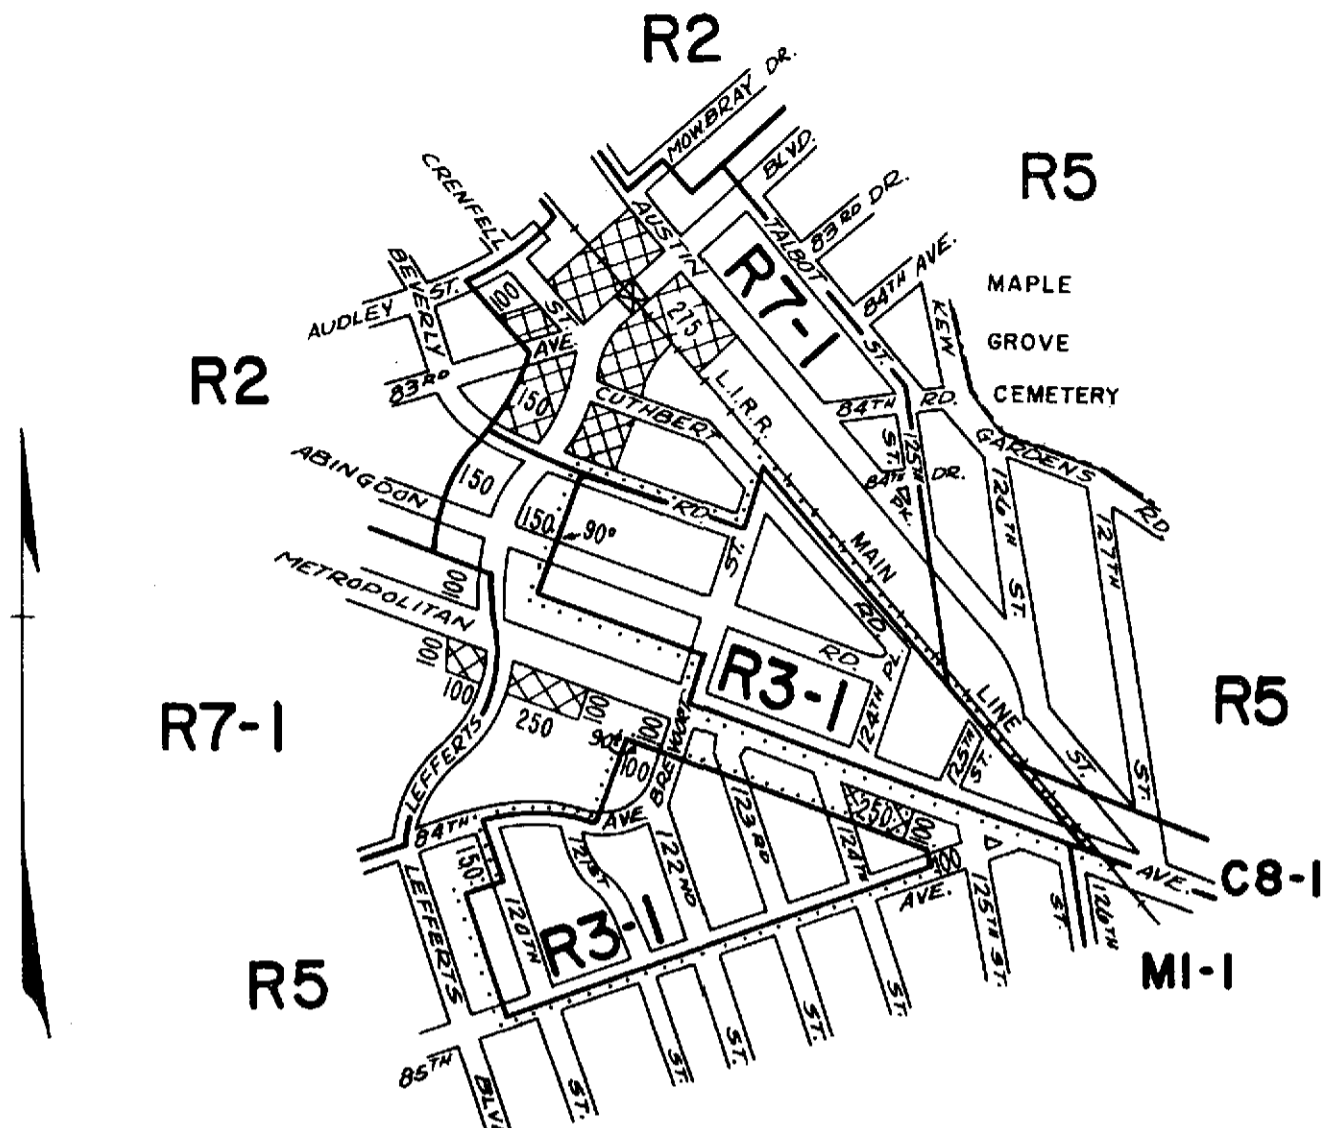 R2
MOWBRAY DR.
BLVD.
R5
CRENFELL
ST.
AUSTIN
83RD DR.
TALBOT
ST.
84TH AVE.
BEVERLY
AUDLEY ST.
100
AVE.
83RD
215
R7-1
KEW
MAPLE
GROVE
CEMETERY
R2
150
CUTHBERT
L.I.R.R.
84TH
RD.
ST.
125TH
84TH DR.
GARDENS
RD.
ABINGDON
150
150
90°
RD.
ST.
MAIN
LINE
126TH
ST.
127TH
ST.
METROPOLITAN
100
100
100
250
100
100
RD.
RD.
R3-1
124TH PL.
R5
R7-1
LEFFERTS
BREVOORT
90°
100
125TH
ST.
ST.
84TH
AVE.
250
100
100
AVE.
150
LEFFERTS
121ST
122ND
123RD
124TH
AVE.
C8-1
120TH
R3-1
125TH ST.
ST.
126TH
M1-1
R5
85TH
BLV
ST.
ST.
ST.
ST.
ST.